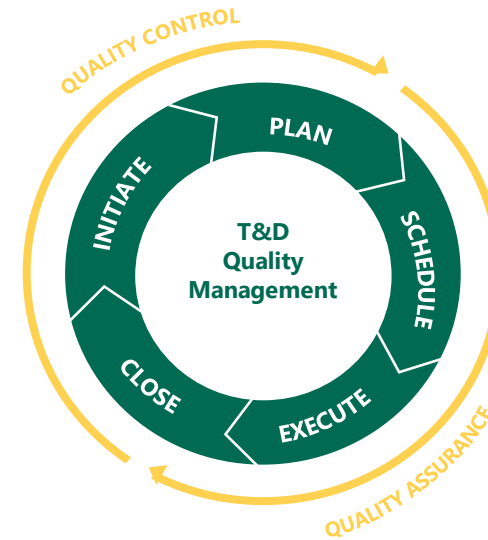 QUALITY CONTROL
PLAN
INITIATE
SCHEDULE
T&D
Quality
Management
CLOSE
EXECUTE
QUALITY ASSURANCE